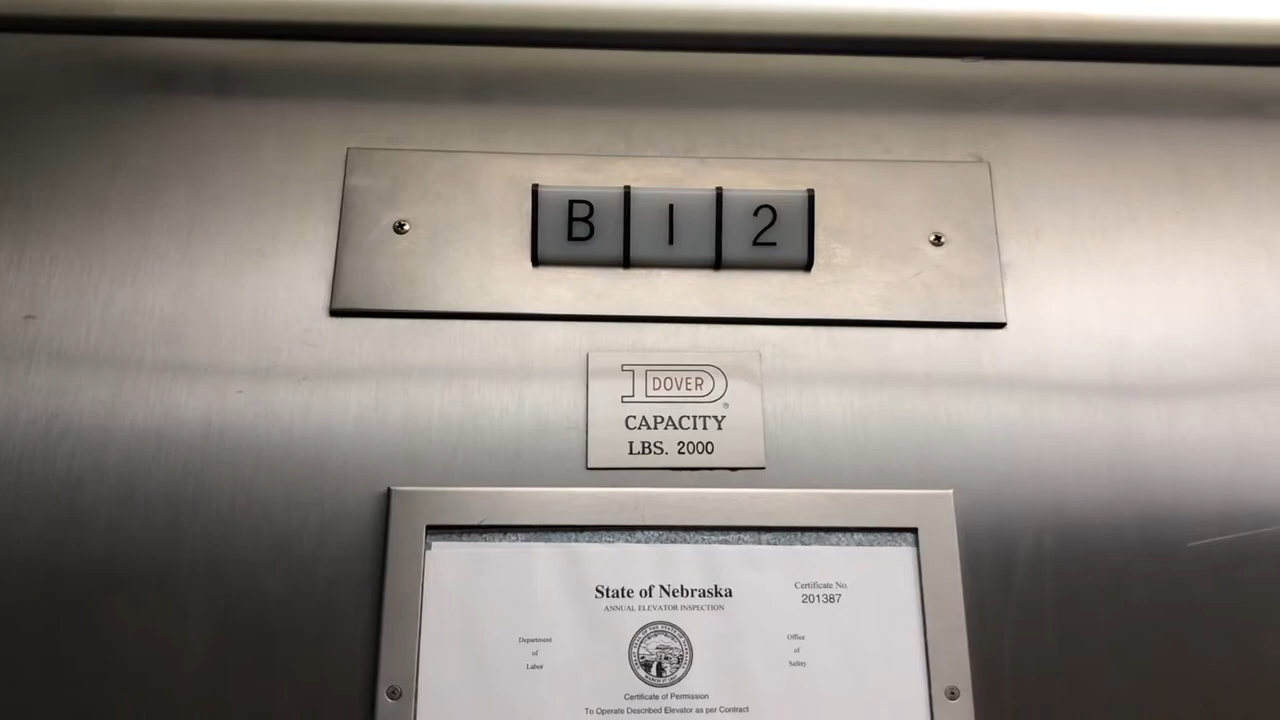 B 1 2
DOVER
®
CAPACITY
LBS. 2000
State of Nebraska
ANNUAL ELEVATOR INSPECTION
Certificate No.
201387
Department
of
Labor
Office
of
Safety
Certificate of Permission
To Operate Described Elevator as per Contract